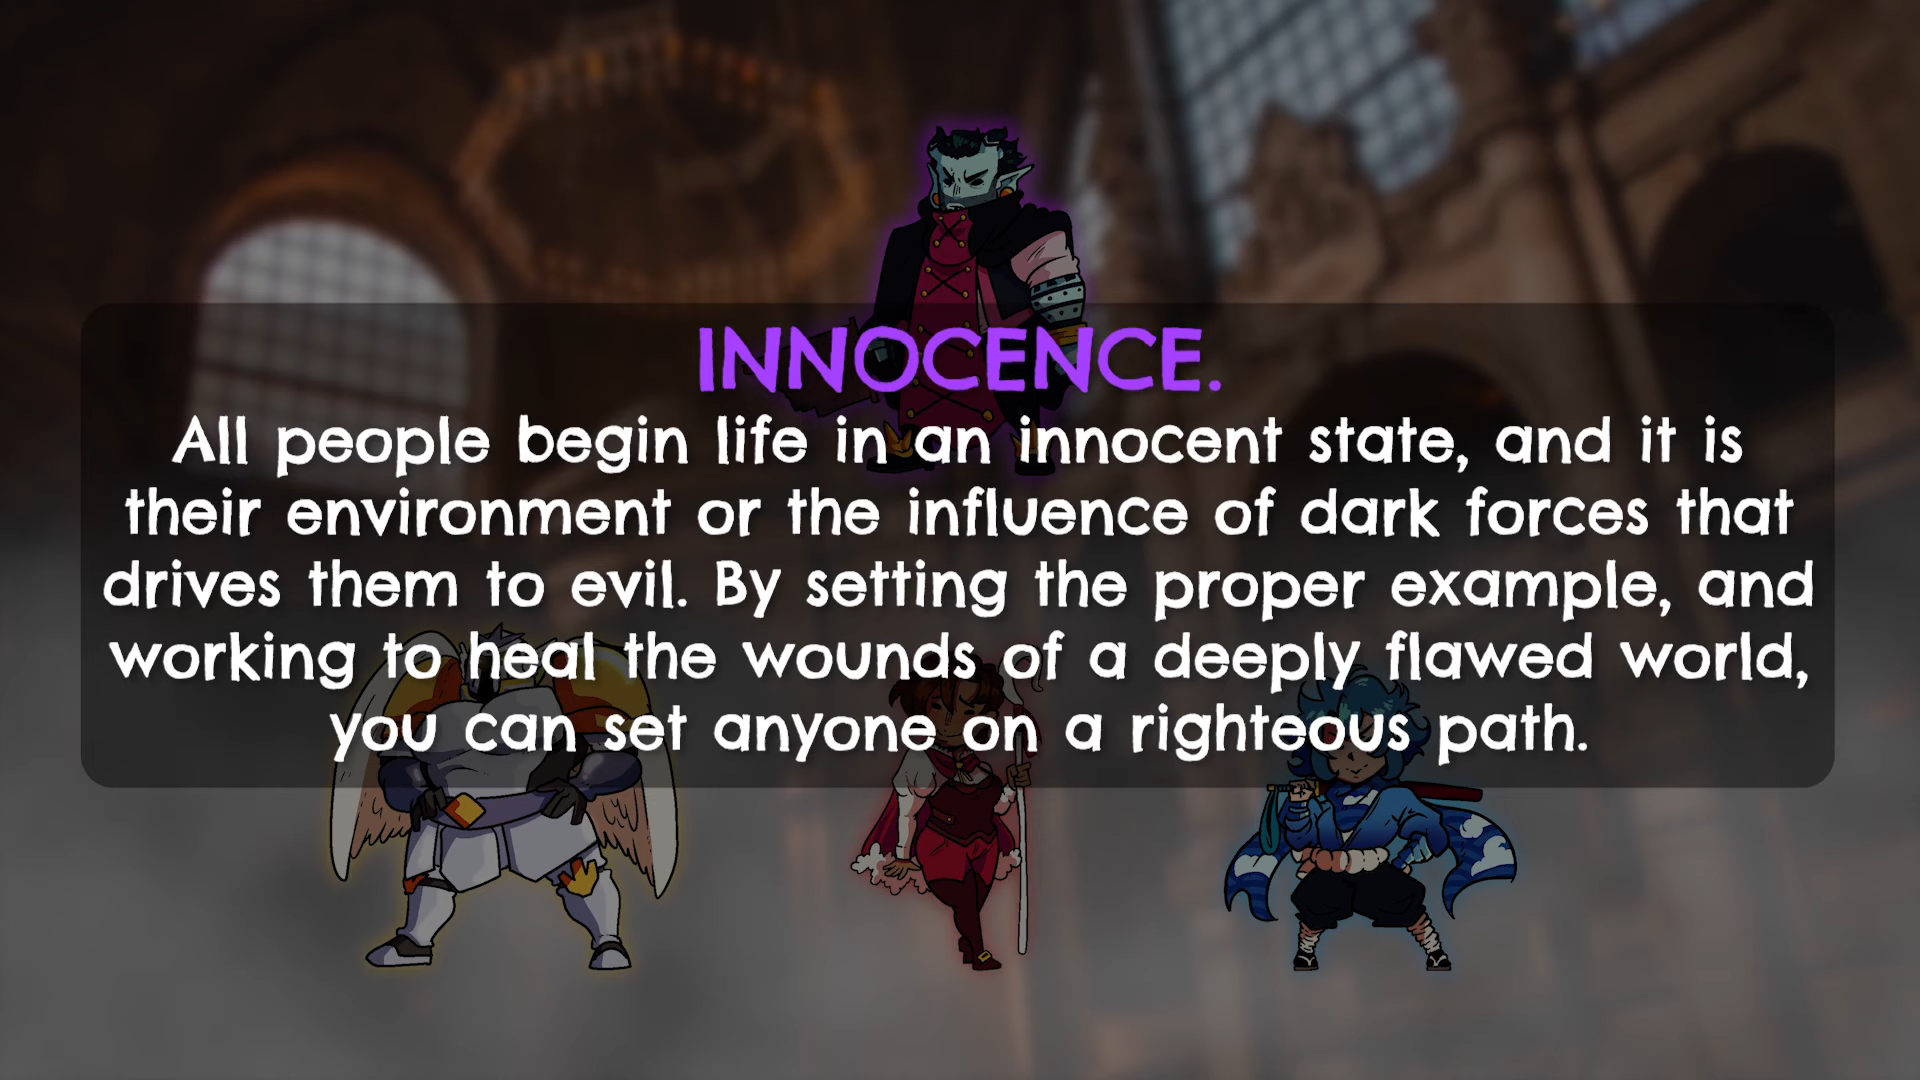 INNOCENCE.
All people begin life in an innocent state, and it is
their environment or the influence of dark forces that
drives them to evil. By setting the proper example, and
working to heal the wounds of a deeply flawed world,
you can set anyone on a righteous path.